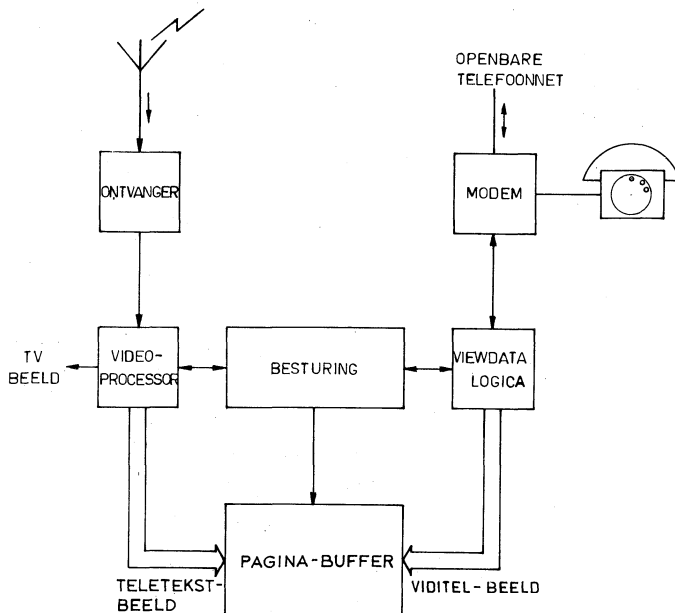 OPENBARE
TELEFOONNET
ONTVANGER
MODEM
TV
BEELD
VIDEO-
PROCESSOR
BESTURING
VIEWDATA
LOGICA
PAGINA-BUFFER
TELETEKST-
BEELD
VIDITEL-BEELD